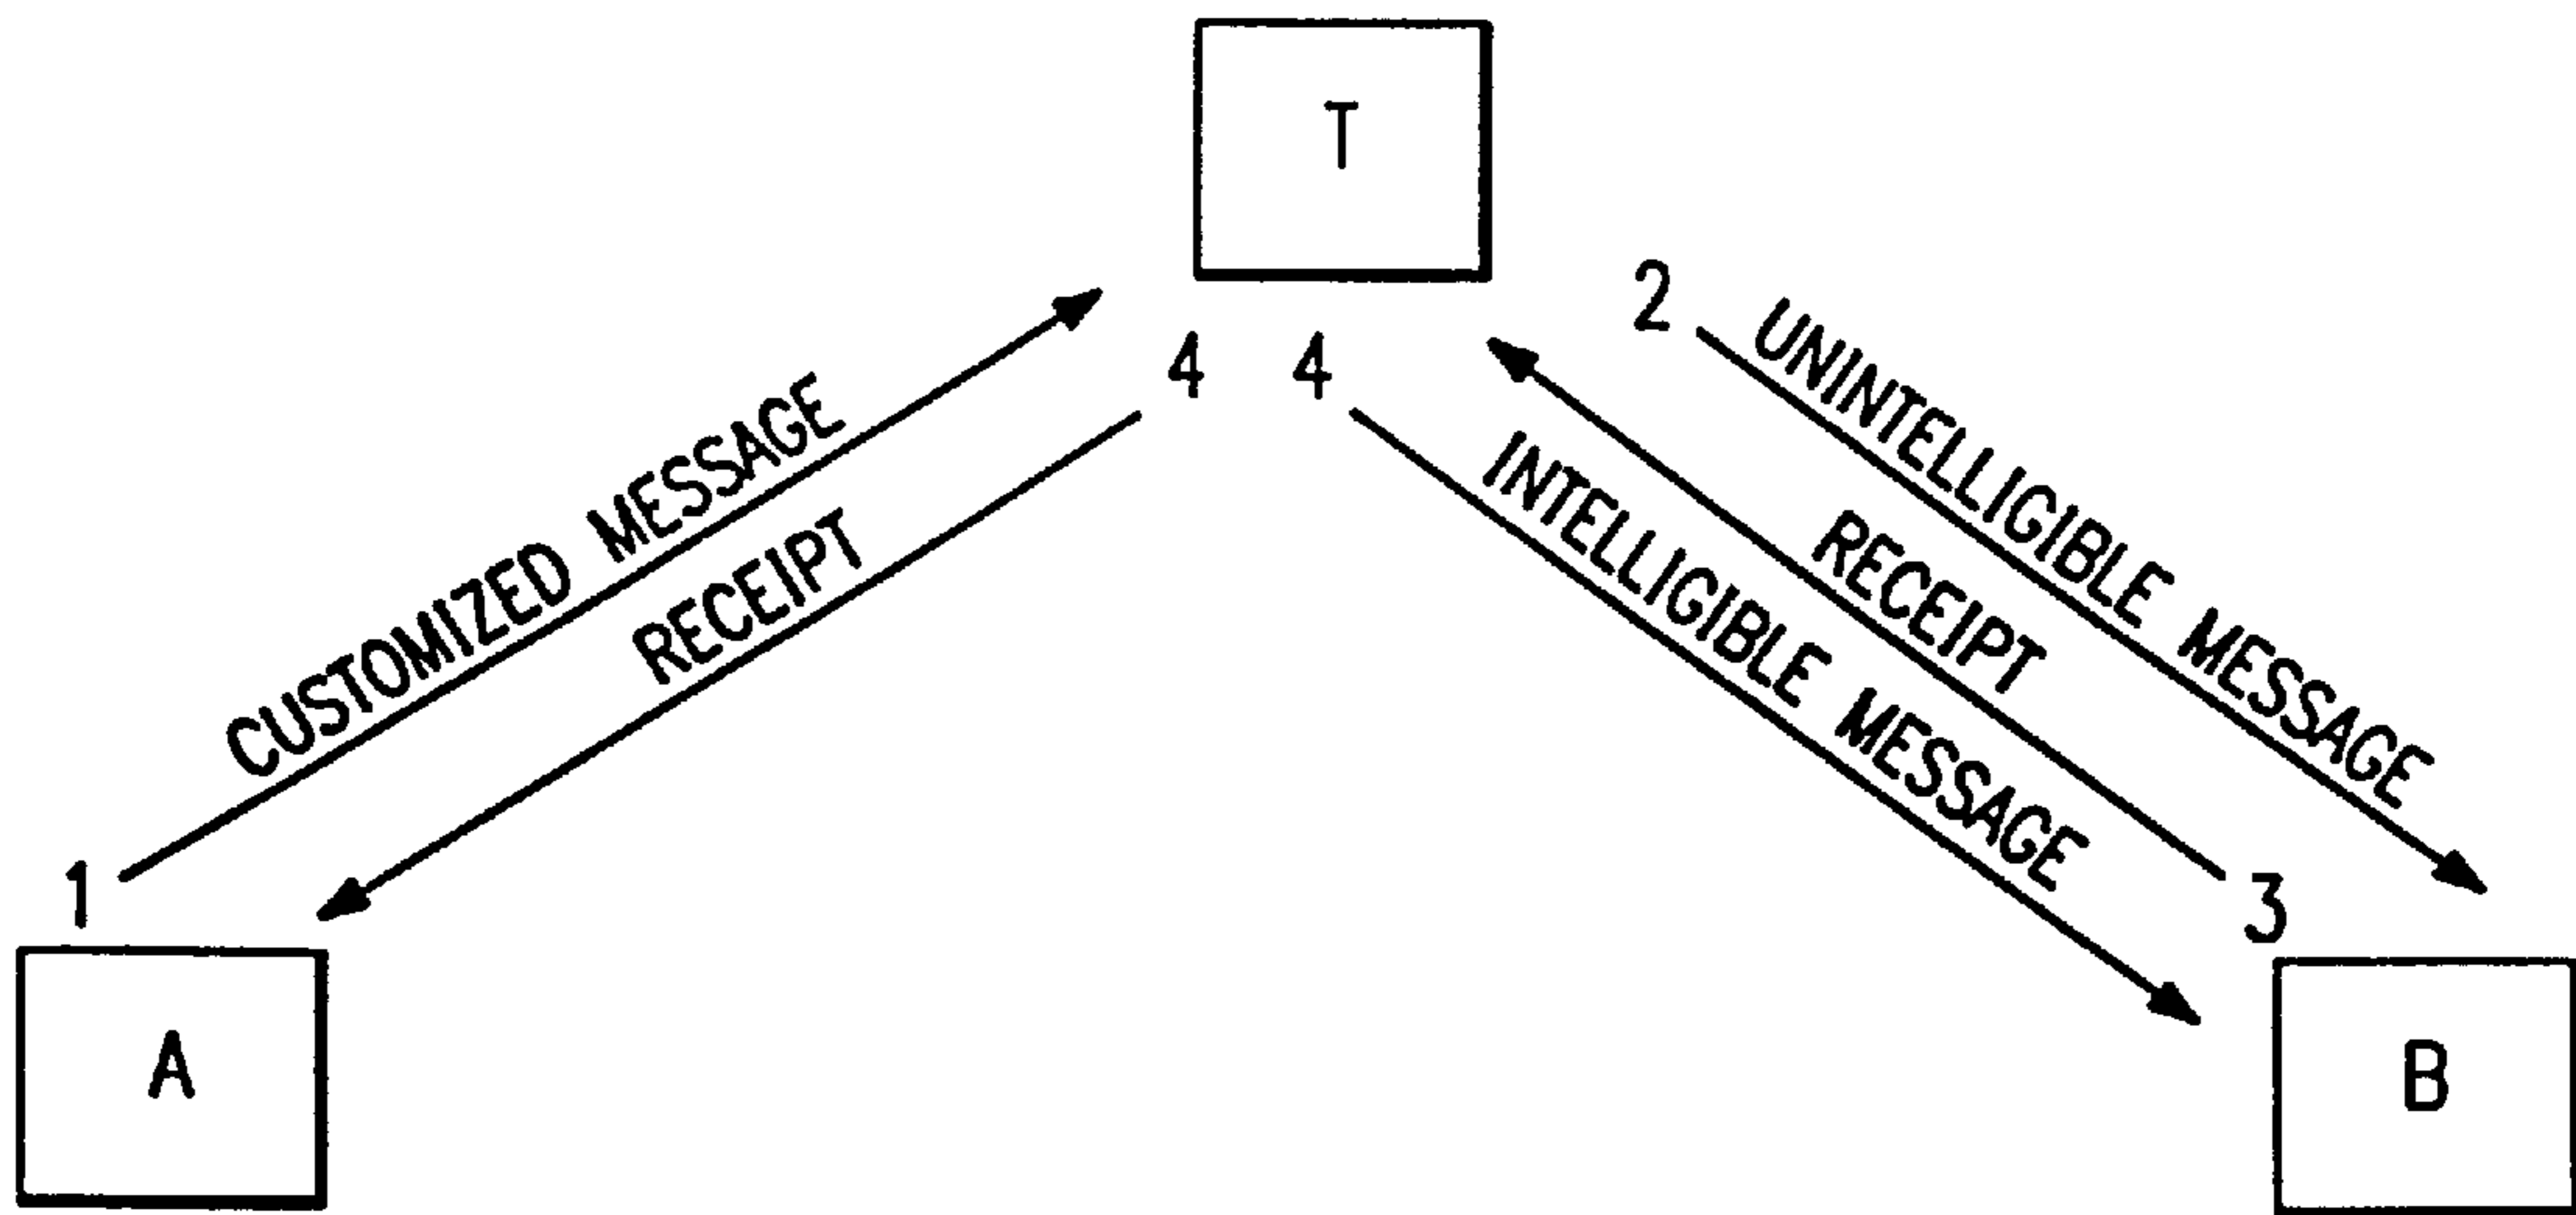 T
2
4 4
UNINTELLIGIBLE MESSAGE
CUSTOMIZED MESSAGE
RECEIPT
INTELLIGIBLE MESSAGE
RECEIPT
1
3
A
B